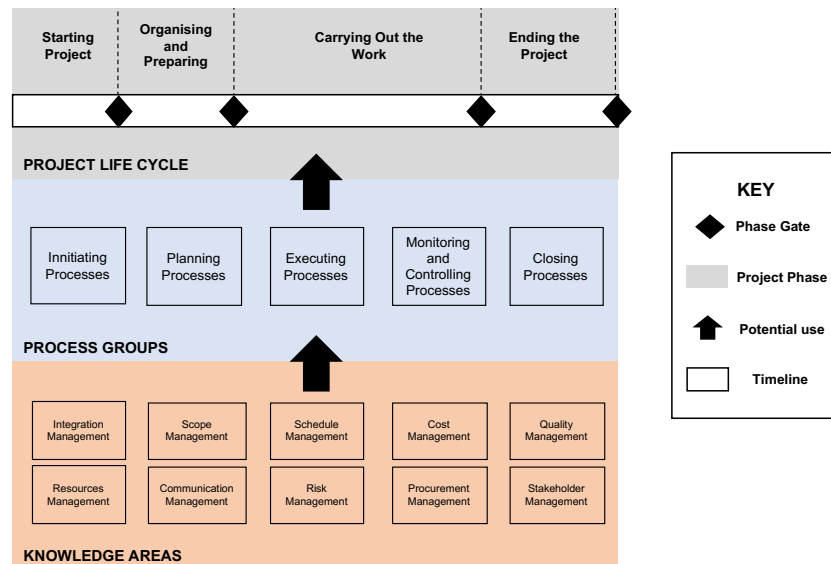 Starting
Project
Organising
and
Preparing
Carrying Out the
Work
Ending the
Project
PROJECT LIFE CYCLE
Innitiating
Processes
Planning
Processes
Executing
Processes
Monitoring
and
Controlling
Processes
Closing
Processes
PROCESS GROUPS
Integration
Management
Scope
Management
Schedule
Management
Cost
Management
Quality
Management
Resources
Management
Communication
Management
Risk
Management
Procurement
Management
Stakeholder
Management
KNOWLEDGE AREAS
KEY
Phase Gate
Project Phase
Potential use
Timeline